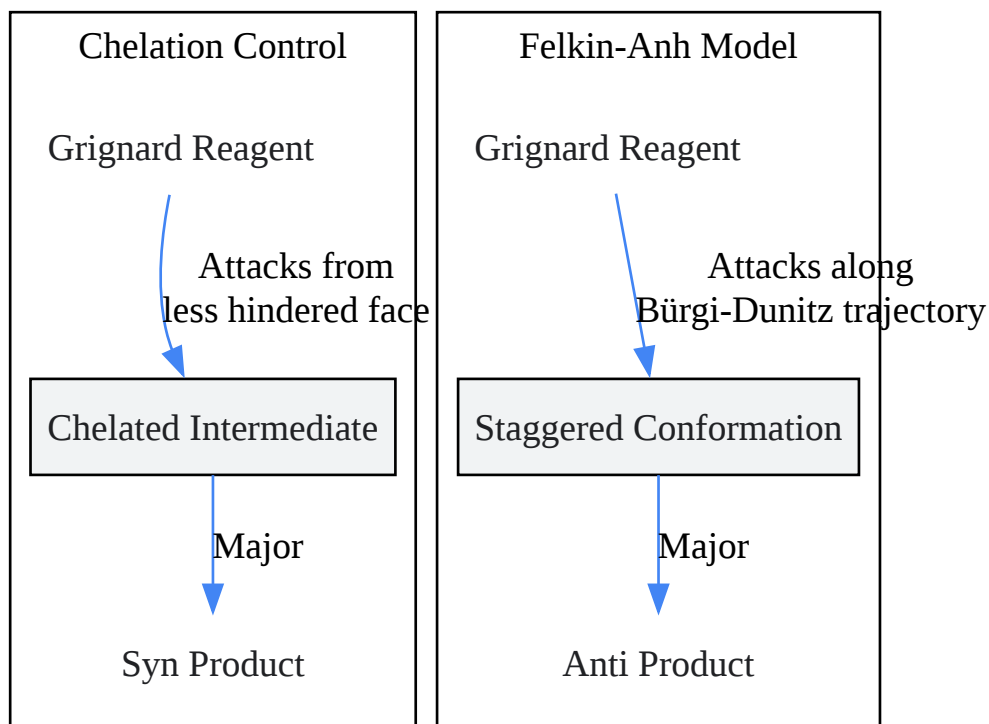 Chelation Control
Grignard Reagent
Attacks from
less hindered face
Chelated Intermediate
Major
Syn Product
Felkin-Anh Model
Grignard Reagent
Attacks along
Bürgi-Dunitz trajectory
Staggered Conformation
Major
Anti Product